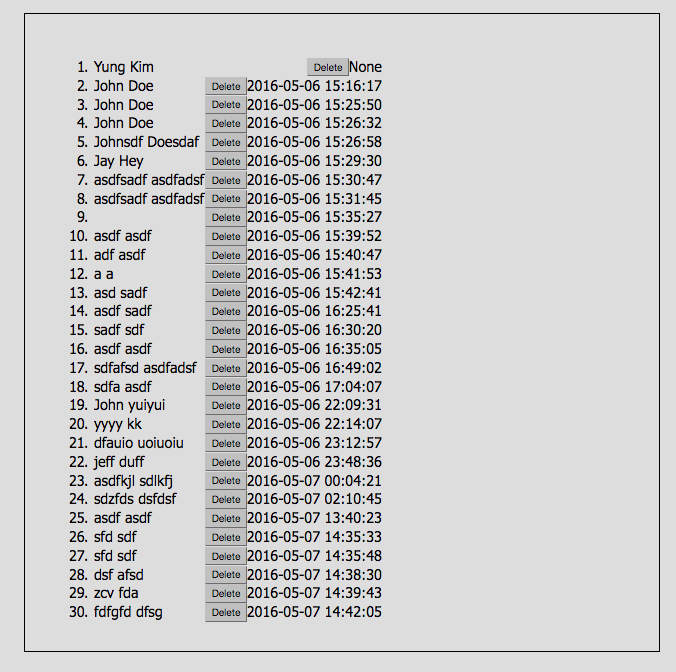 1. Yung Kim Delete None
2. John Doe Delete 2016-05-06 15:16:17
3. John Doe Delete 2016-05-06 15:25:50
4. John Doe Delete 2016-05-06 15:26:32
5. Johnsdf Doesdaf Delete 2016-05-06 15:26:58
6. Jay Hey Delete 2016-05-06 15:29:30
7. asdfsadf asdfadsf Delete 2016-05-06 15:30:47
8. asdfsadf asdfadsf Delete 2016-05-06 15:31:45
9. Delete 2016-05-06 15:35:27
10. asdf asdf Delete 2016-05-06 15:39:52
11. adf asdf Delete 2016-05-06 15:40:47
12. a a Delete 2016-05-06 15:41:53
13. asd sadf Delete 2016-05-06 15:42:41
14. asdf sadf Delete 2016-05-06 16:25:41
15. sadf sdf Delete 2016-05-06 16:30:20
16. asdf asdf Delete 2016-05-06 16:35:05
17. sdfafsd asdfadsf Delete 2016-05-06 16:49:02
18. sdfa asdf Delete 2016-05-06 17:04:07
19. John yuiyui Delete 2016-05-06 22:09:31
20. yyyy kk Delete 2016-05-06 22:14:07
21. dfauio uoiuoiu Delete 2016-05-06 23:12:57
22. jeff duff Delete 2016-05-06 23:48:36
23. asdfkjl sdlkfj Delete 2016-05-07 00:04:21
24. sdzfds dsfdsf Delete 2016-05-07 02:10:45
25. asdf asdf Delete 2016-05-07 13:40:23
26. sfd sdf Delete 2016-05-07 14:35:33
27. sfd sdf Delete 2016-05-07 14:35:48
28. dsf afsd Delete 2016-05-07 14:38:30
29. zcv fda Delete 2016-05-07 14:39:43
30. fdfgfd dfsg Delete 2016-05-07 14:42:05